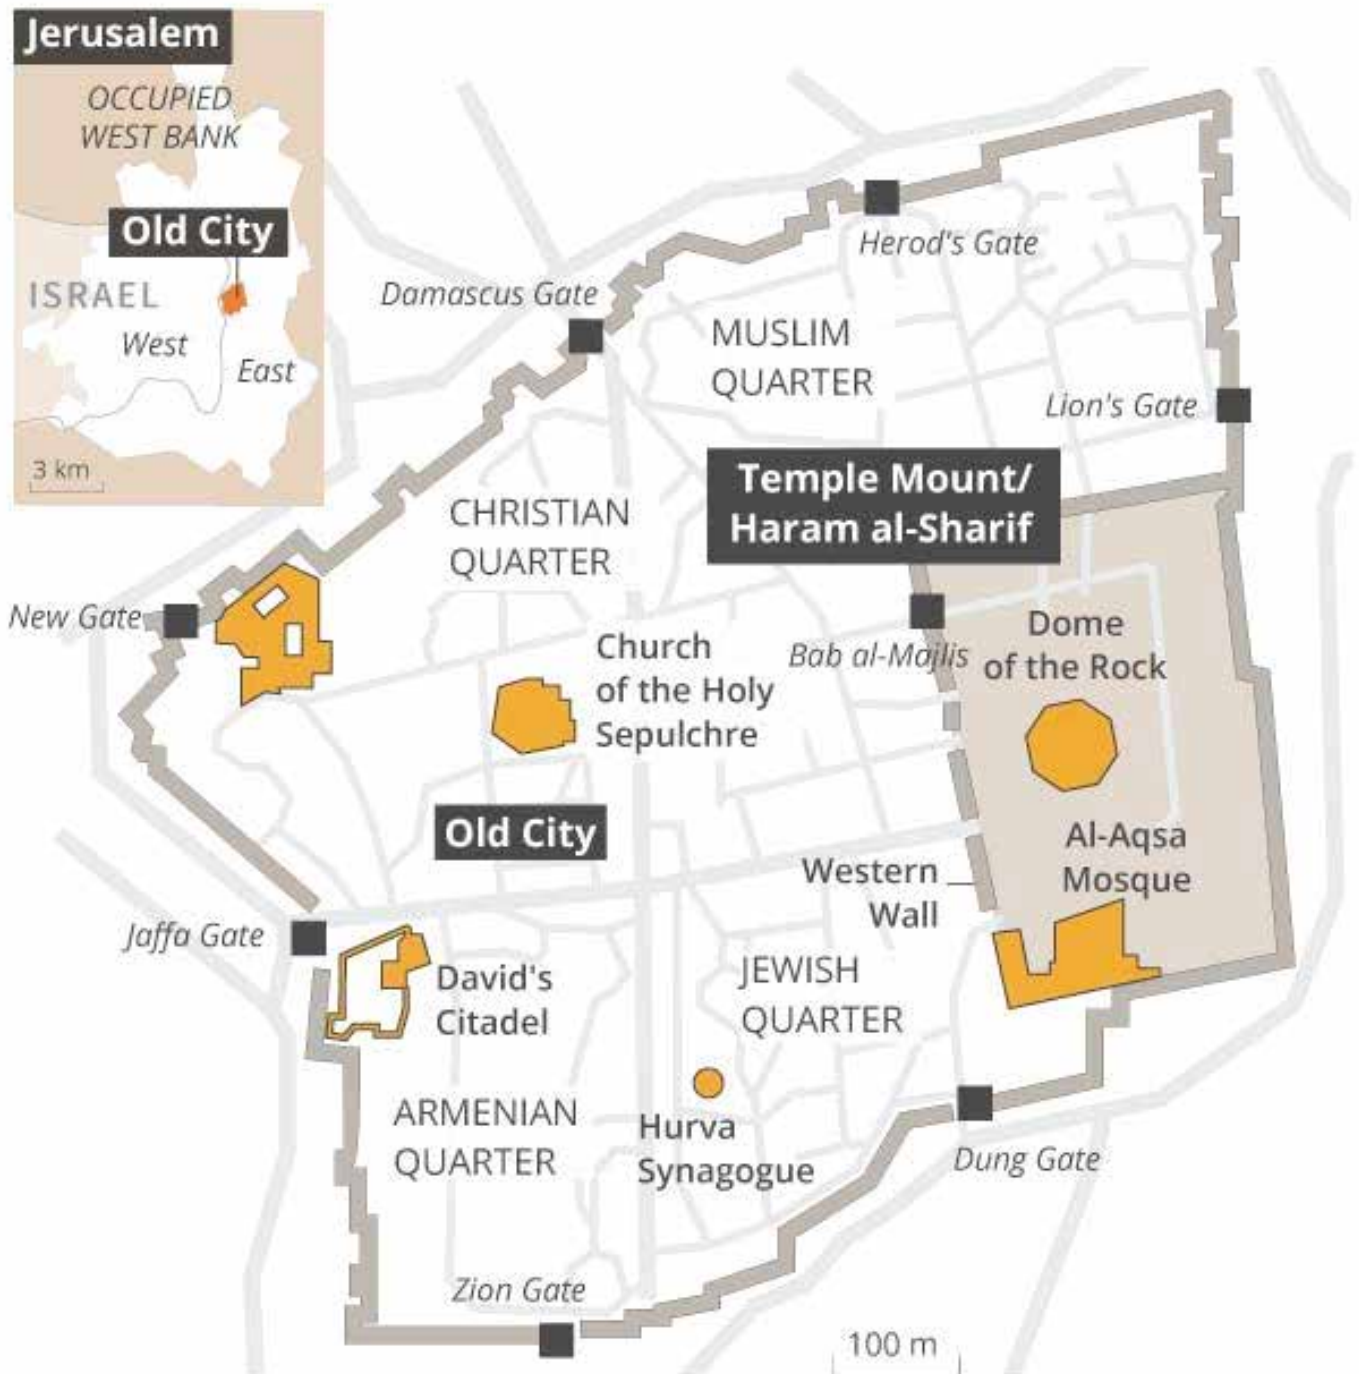 Jerusalem
OCCUPIED
WEST BANK
Old City
ISRAEL
West
East
3 km
Herod's Gate
Damascus Gate
MUSLIM
QUARTER
Lion's Gate
Temple Mount/
Haram al-Sharif
CHRISTIAN
QUARTER
New Gate
Church
of the Holy
Sepulchre
Bab al-Majlis
Dome
of the Rock
Old City
Al-Aqsa
Mosque
Western
Wall
Jaffa Gate
David's
Citadel
JEWISH
QUARTER
ARMENIAN
QUARTER
Hurva
Synagogue
Dung Gate
Zion Gate
100 m